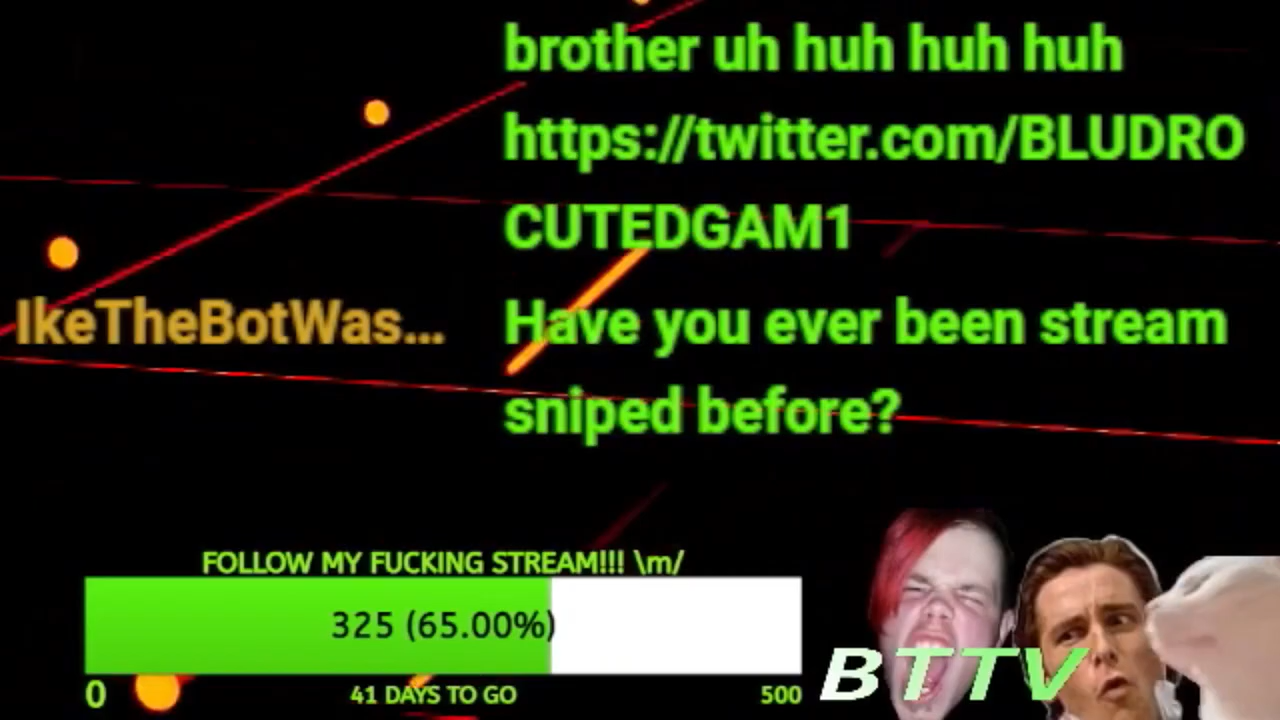 brother uh huh huh huh
https://twitter.com/BLUDRO
CUTEDGAM1
IkeTheBotWas... Have you ever been stream
sniped before?
FOLLOW MY FUCKING STREAM!!! \m/
325 (65.00%)
0 41 DAYS TO GO 500
BTTV